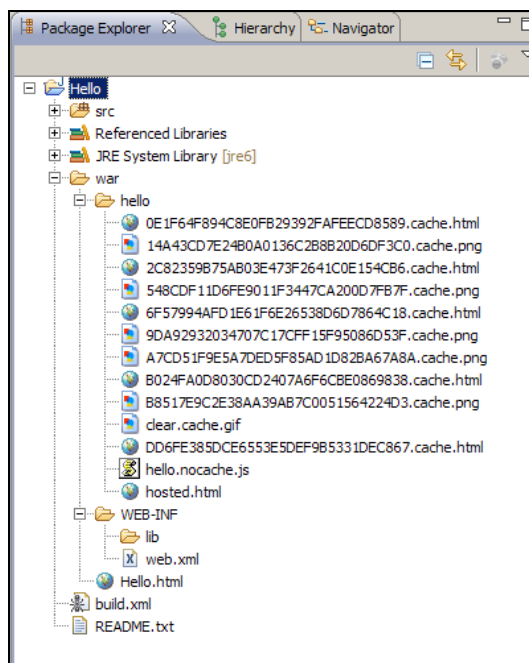 Package Explorer Hierarchy Navigator
Hello
src
Referenced Libraries
JRE System Library [jre6]
war
hello
0E1F64F894C8E0FB29392FAFEECD8589.cache.html
14A43CD7E24B0A0136C2B8B20D6DF3C0.cache.png
2C82359B75AB03E473F2641C0E154CB6.cache.html
548CDF11D6FE9011F3447CA200D7FB7F.cache.png
6F57994AFD1E61F6E26538D6D7864C18.cache.html
9DA92932034707C17CFF15F95086D53F.cache.png
A7CD51F9E5A7DED5F85AD1D82BA67A8A.cache.png
B024FA0D8030CD2407A6F6CBE0869838.cache.html
B8517E9C2E38AA39AB7C0051564224D3.cache.png
clear.cache.gif
DD6FE385DCE6553E5DEF9B5331DEC867.cache.html
hello.nocache.js
hosted.html
WEB-INF
lib
web.xml
Hello.html
build.xml
README.txt